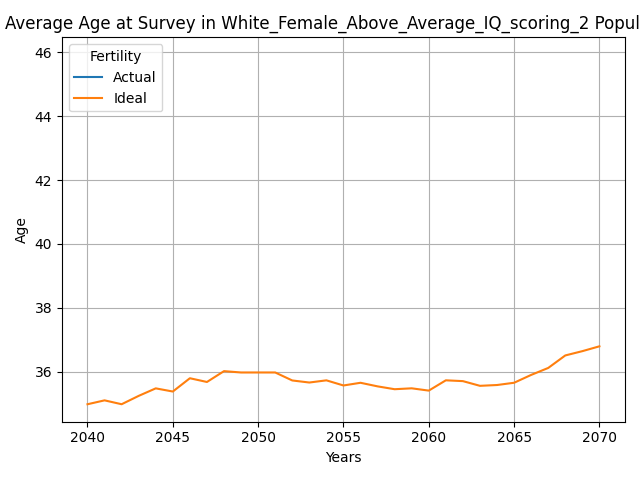 Average Age at Survey in White_Female_Above_Average_IQ_scoring_2 Popul
46
44
42
40
38
36
Age
Fertility
Actual
Ideal
2040 2045 2050 2055 2060 2065 2070
Years